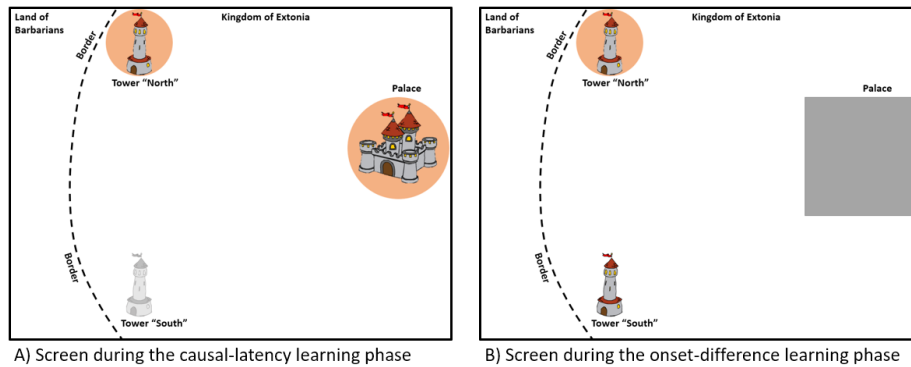 Land of
Barbarians
Kingdom of Extonia
Border
Tower "North"
Palace
Border
Tower "South"
A) Screen during the causal-latency learning phase
Land of
Barbarians
Kingdom of Extonia
Border
Tower "North"
Palace
Border
Tower "South"
B) Screen during the onset-difference learning phase